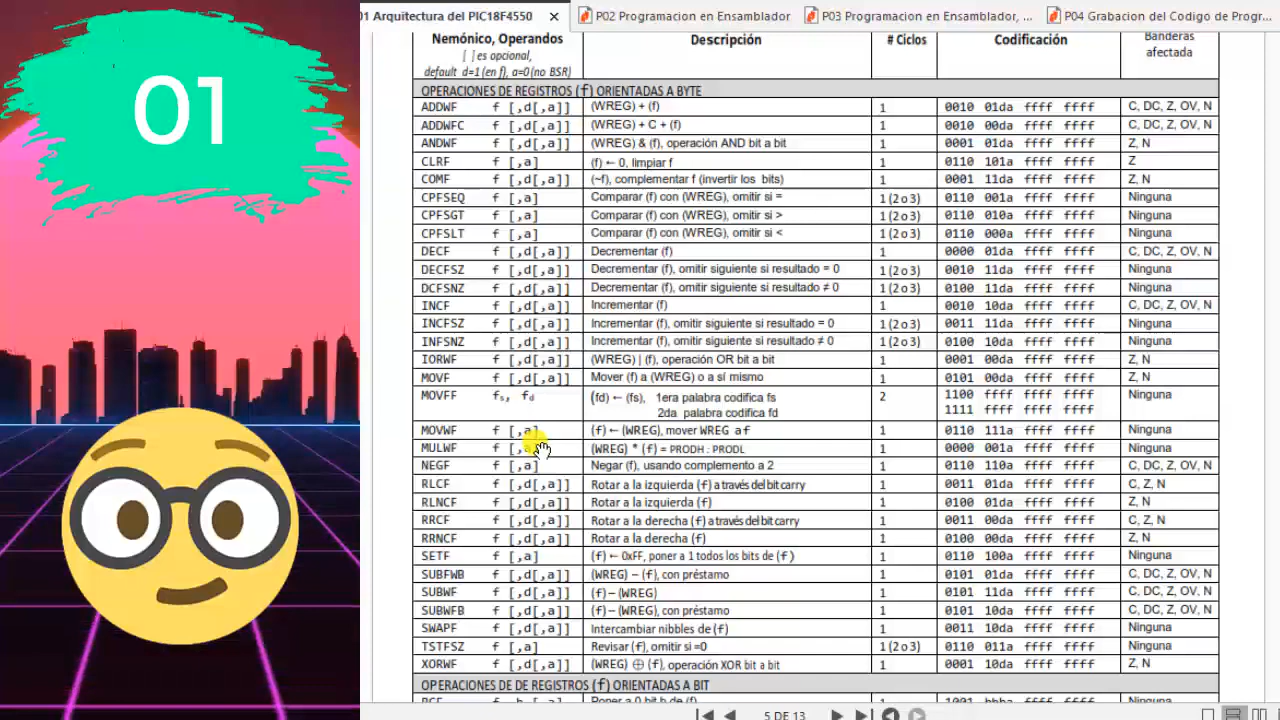 01
01 Arquitectura del PIC18F4550 × P02 Programacion en Ensamblador P03 Programacion en Ensamblador, ... P04 Grabacion del Codigo de Progr...
Nemónico, Operandos Descripción # Ciclos Codificación Banderas
[ ] es opcional, afectada
default d=1 (en f), a=0 (no BSR)
OPERACIONES DE REGISTROS (f) ORIENTADAS A BYTE
ADDWF f [,d[,a]] (WREG) + (f) 1 0010 01da ffff ffff C, DC, Z, OV, N
ADDWFC f [,d[,a]] (WREG) + C + (f) 1 0010 00da ffff ffff C, DC, Z, OV, N
ANDWF f [,d[,a]] (WREG) & (f), operación AND bit a bit 1 0001 01da ffff ffff Z, N
CLRF f [,a] (f) ← 0, limpiar f 1 0110 101a ffff ffff Z
COMF f [,d[,a]] (~f), complementar f (invertir los bits) 1 0001 11da ffff ffff Z, N
CPFSEQ f [,a] Comparar (f) con (WREG), omitir si = 1 (2 o 3) 0110 001a ffff ffff Ninguna
CPFSGT f [,a] Comparar (f) con (WREG), omitir si > 1 (2 o 3) 0110 010a ffff ffff Ninguna
CPFSLT f [,a] Comparar (f) con (WREG), omitir si < 1 (2 o 3) 0110 000a ffff ffff Ninguna
DECF f [,d[,a]] Decrementar (f) 1 0000 01da ffff ffff C, DC, Z, OV, N
DECFSZ f [,d[,a]] Decrementar (f), omitir siguiente si resultado = 0 1 (2 o 3) 0010 11da ffff ffff Ninguna
DCFSNZ f [,d[,a]] Decrementar (f), omitir siguiente si resultado ≠ 0 1 (2 o 3) 0100 11da ffff ffff Ninguna
INCF f [,d[,a]] Incrementar (f) 1 0010 10da ffff ffff C, DC, Z, OV, N
INCFSZ f [,d[,a]] Incrementar (f), omitir siguiente si resultado = 0 1 (2 o 3) 0011 11da ffff ffff Ninguna
INFSNZ f [,d[,a]] Incrementar (f), omitir siguiente si resultado ≠ 0 1 (2 o 3) 0100 10da ffff ffff Ninguna
IORWF f [,d[,a]] (WREG) | (f), operación OR bit a bit 1 0001 00da ffff ffff Z, N
MOVF f [,d[,a]] Mover (f) a (WREG) o a sí mismo 1 0101 00da ffff ffff Z, N
MOVFF fs, fd (fd) ← (fs), 1era palabra codifica fs 2 1100 ffff ffff ffff Ninguna
2da palabra codifica fd 1111 ffff ffff ffff
MOVWF f [,a] (f) ← (WREG), mover WREG a f 1 0110 111a ffff ffff Ninguna
MULWF f [,a] (WREG) * (f) = PRODH : PRODL 1 0000 001a ffff ffff Ninguna
NEGF f [,a] Negar (f), usando complemento a 2 1 0110 110a ffff ffff C, DC, Z, OV, N
RLCF f [,d[,a]] Rotar a la izquierda (f) a través del bit carry 1 0011 01da ffff ffff C, Z, N
RLNCF f [,d[,a]] Rotar a la izquierda (f) 1 0100 01da ffff ffff Z, N
RRCF f [,d[,a]] Rotar a la derecha (f) a través del bit carry 1 0011 00da ffff ffff C, Z, N
RRNCF f [,d[,a]] Rotar a la derecha (f) 1 0100 00da ffff ffff Z, N
SETF f [,a] (f) ← 0xFF, poner a 1 todos los bits de (f) 1 0110 100a ffff ffff Ninguna
SUBFWB f [,d[,a]] (WREG) – (f), con préstamo 1 0101 01da ffff ffff C, DC, Z, OV, N
SUBWF f [,d[,a]] (f) – (WREG) 1 0101 11da ffff ffff C, DC, Z, OV, N
SUBWFB f [,d[,a]] (f) – (WREG), con préstamo 1 0101 10da ffff ffff C, DC, Z, OV, N
SWAPF f [,d[,a]] Intercambiar nibbles de (f) 1 0011 10da ffff ffff Ninguna
TSTFSZ f [,a] Revisar (f), omitir si =0 1 (2 o 3) 0110 011a ffff ffff Ninguna
XORWF f [,d[,a]] (WREG) ⊕ (f), operación XOR bit a bit 1 0001 10da ffff ffff Z, N
OPERACIONES DE DE REGISTROS (f) ORIENTADAS A BIT
BCF f, b [,a] Poner a 0 bit b de (f) 1 1001 bbba ffff ffff Ninguna
5 DE 13